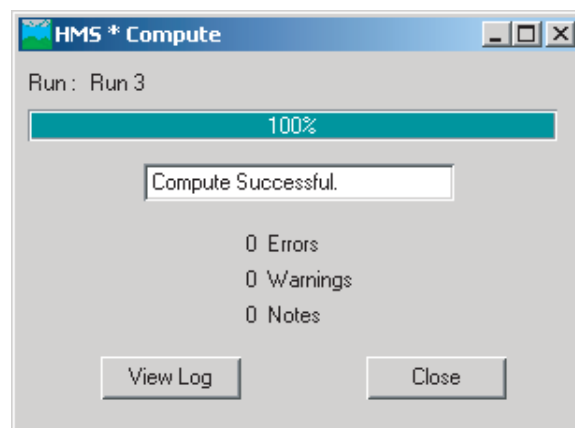 HMS * Compute
Run : Run 3
100%
Compute Successful.
0 Errors
0 Warnings
0 Notes
View Log Close